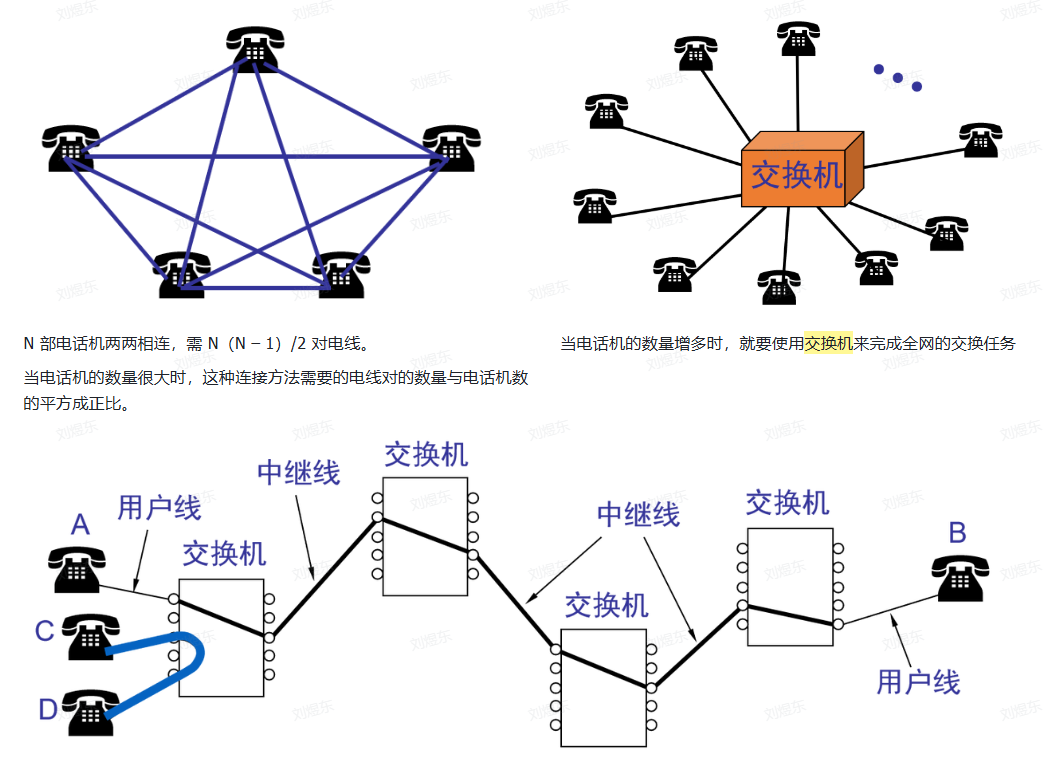 交换机
N 部电话机两两相连，需 N（N – 1）/2 对电线。
当电话机的数量很大时，这种连接方法需要的电线对的数量与电话机数
的平方成正比。
当电话机的数量增多时，就要使用交换机来完成全网的交换任务
交换机
中继线
用户线
A
交换机
C
D
中继线
交换机
交换机
B
用户线
刘煜乐